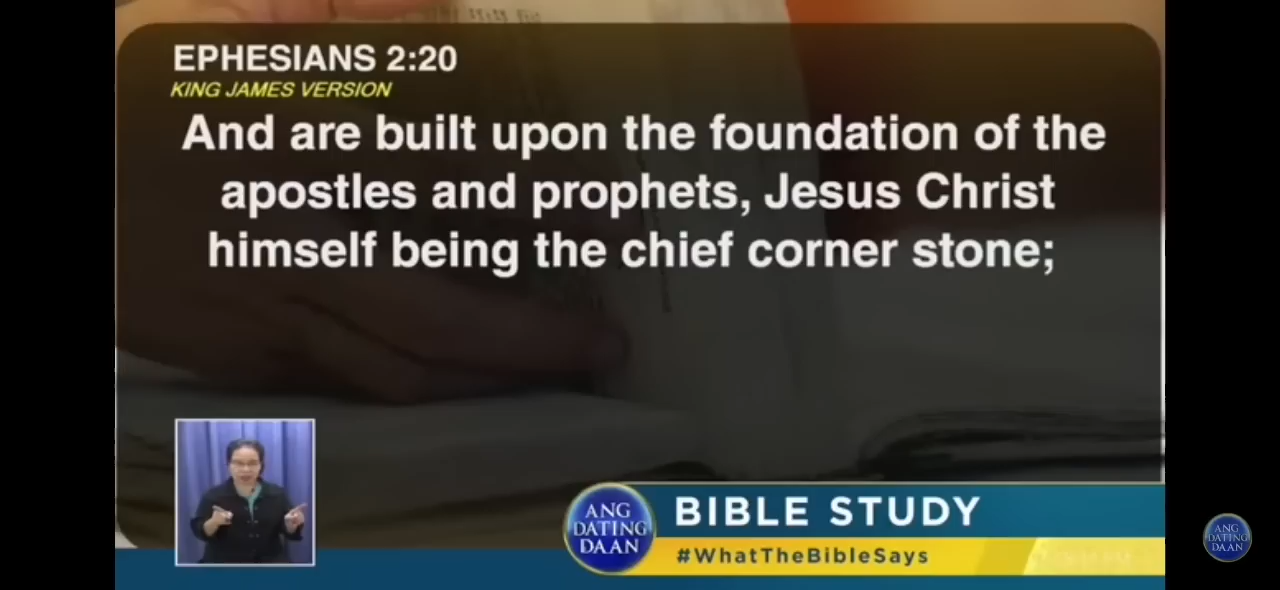 EPHESIANS 2:20
KING JAMES VERSION
And are built upon the foundation of the
apostles and prophets, Jesus Christ
himself being the chief corner stone;
ANG
DATING
DAAN
BIBLE STUDY
#WhatTheBibleSays
ANG
DATING
DAAN